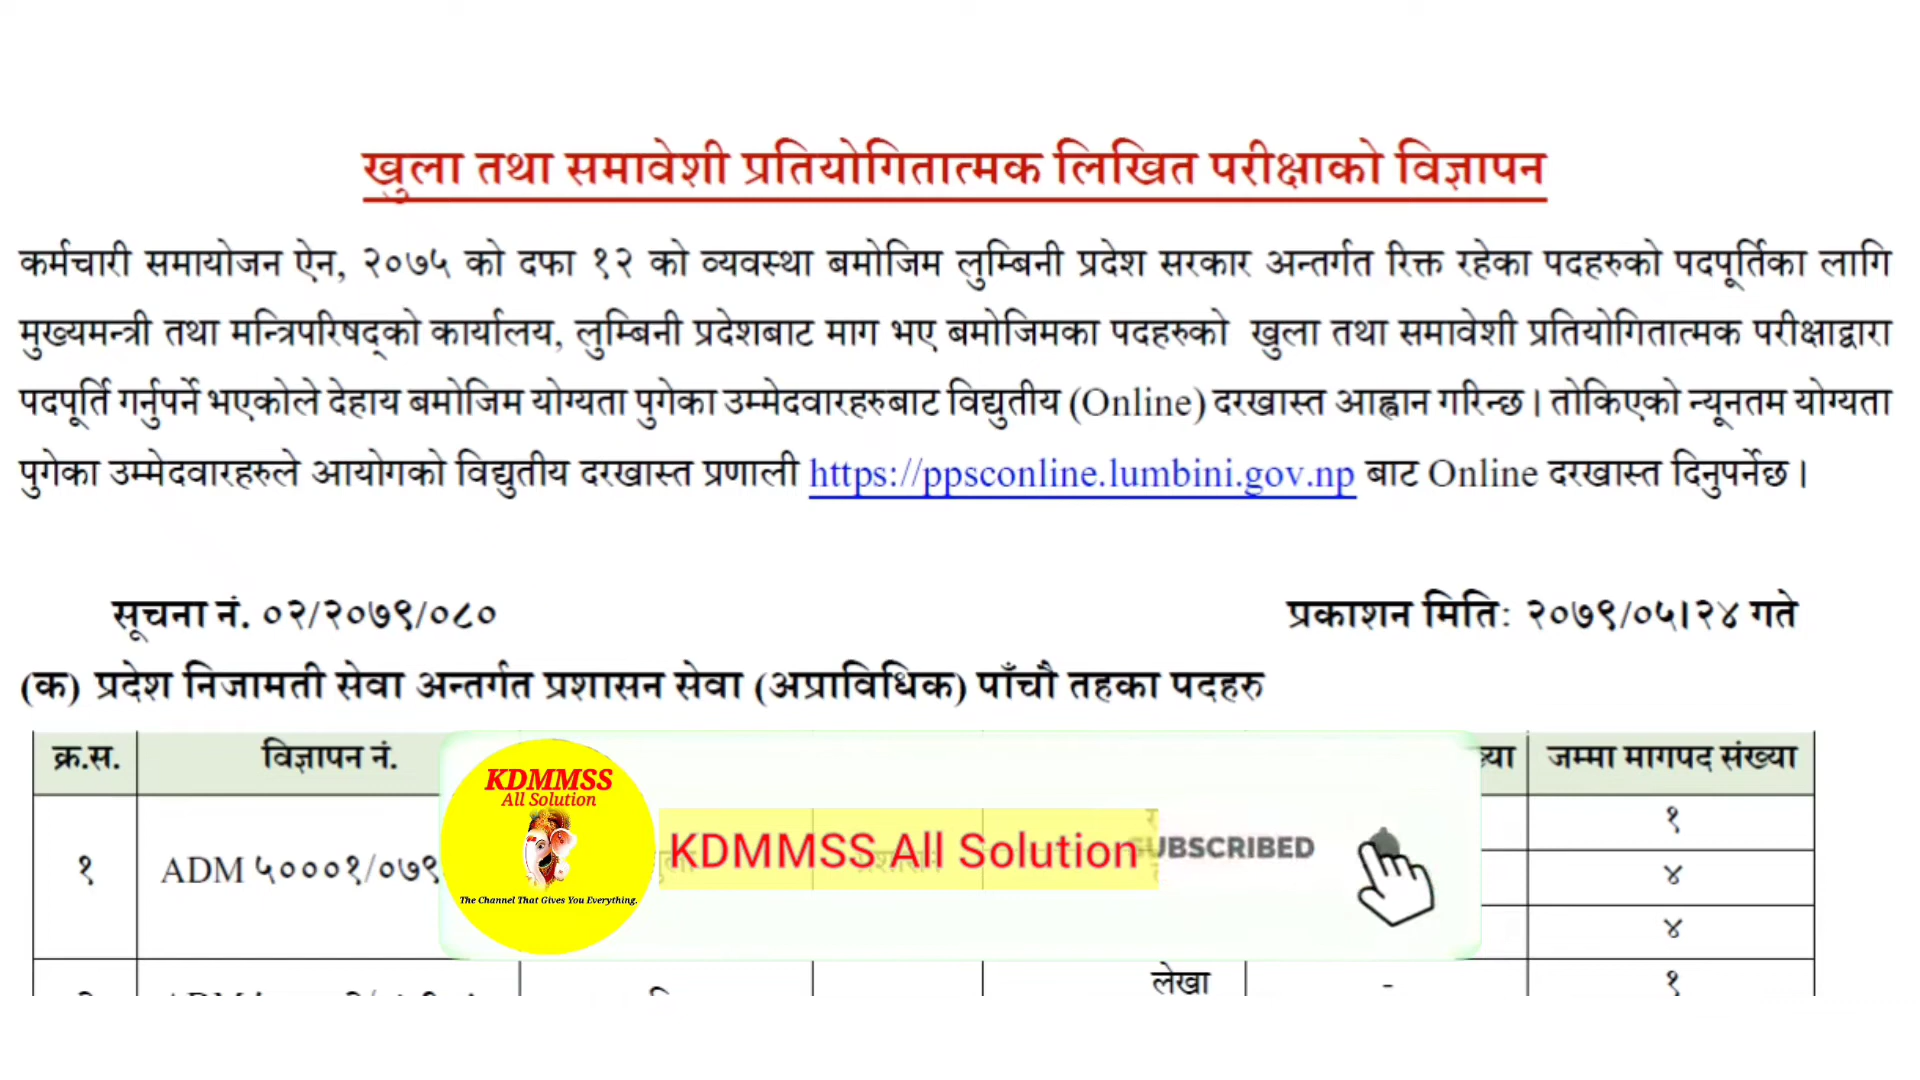 खुला तथा समावेशी प्रतियोगितात्मक लिखित परीक्षाको विज्ञापन
कर्मचारी समायोजन ऐन, २०७५ को दफा १२ को व्यवस्था बमोजिम लुम्बिनी प्रदेश सरकार अन्तर्गत रिक्त रहेका पदहरुको पदपूर्तिका लागि
मुख्यमन्त्री तथा मन्त्रिपरिषद्को कार्यालय, लुम्बिनी प्रदेशबाट माग भए बमोजिमका पदहरुको खुला तथा समावेशी प्रतियोगितात्मक परीक्षाद्वारा
पदपूर्ति गर्नुपर्ने भएकोले देहाय बमोजिम योग्यता पुगेका उम्मेदवारहरुबाट विद्युतीय (Online) दरखास्त आह्वान गरिन्छ। तोकिएको न्यूनतम योग्यता
पुगेका उम्मेदवारहरुले आयोगको विद्युतीय दरखास्त प्रणाली https://ppsconline.lumbini.gov.np बाट Online दरखास्त दिनुपर्नेछ।
सूचना नं. ०२/२०७९/०८० प्रकाशन मिति: २०७९/०५।२४ गते
(क) प्रदेश निजामती सेवा अन्तर्गत प्रशासन सेवा (अप्राविधिक) पाँचौ तहका पदहरु
क्र.स. विज्ञापन नं. जम्मा मागपद संख्या
१
KDMMSS
All Solution
१ ADM ५०००१/०७९ KDMMSS All Solution SUBSCRIBED ४
The Channel That Gives You Everything.
४
लेखा - १